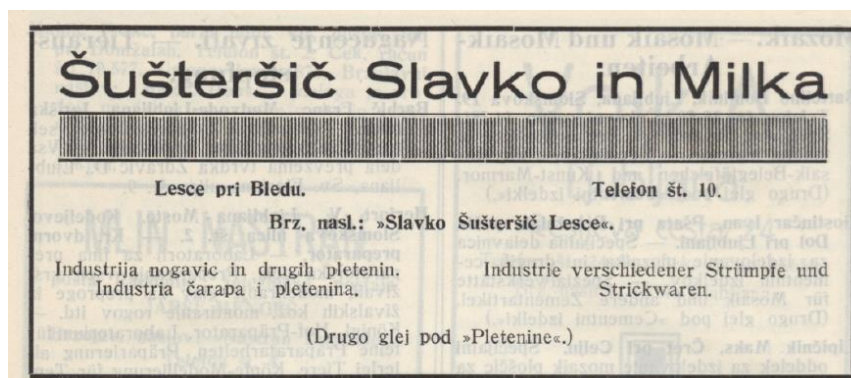 Šušteršič Slavko in Milka
Lesce pri Bledu. Telefon št. 10.
Brz. nasl.: »Slavko Šušteršič Lesce«.
Industrija nogavic in drugih pletenin. Industrie verschiedener Strümpfe und
Industria čarapa i pletenina. Strickwaren.
(Drugo glej pod »Pletenine«.)